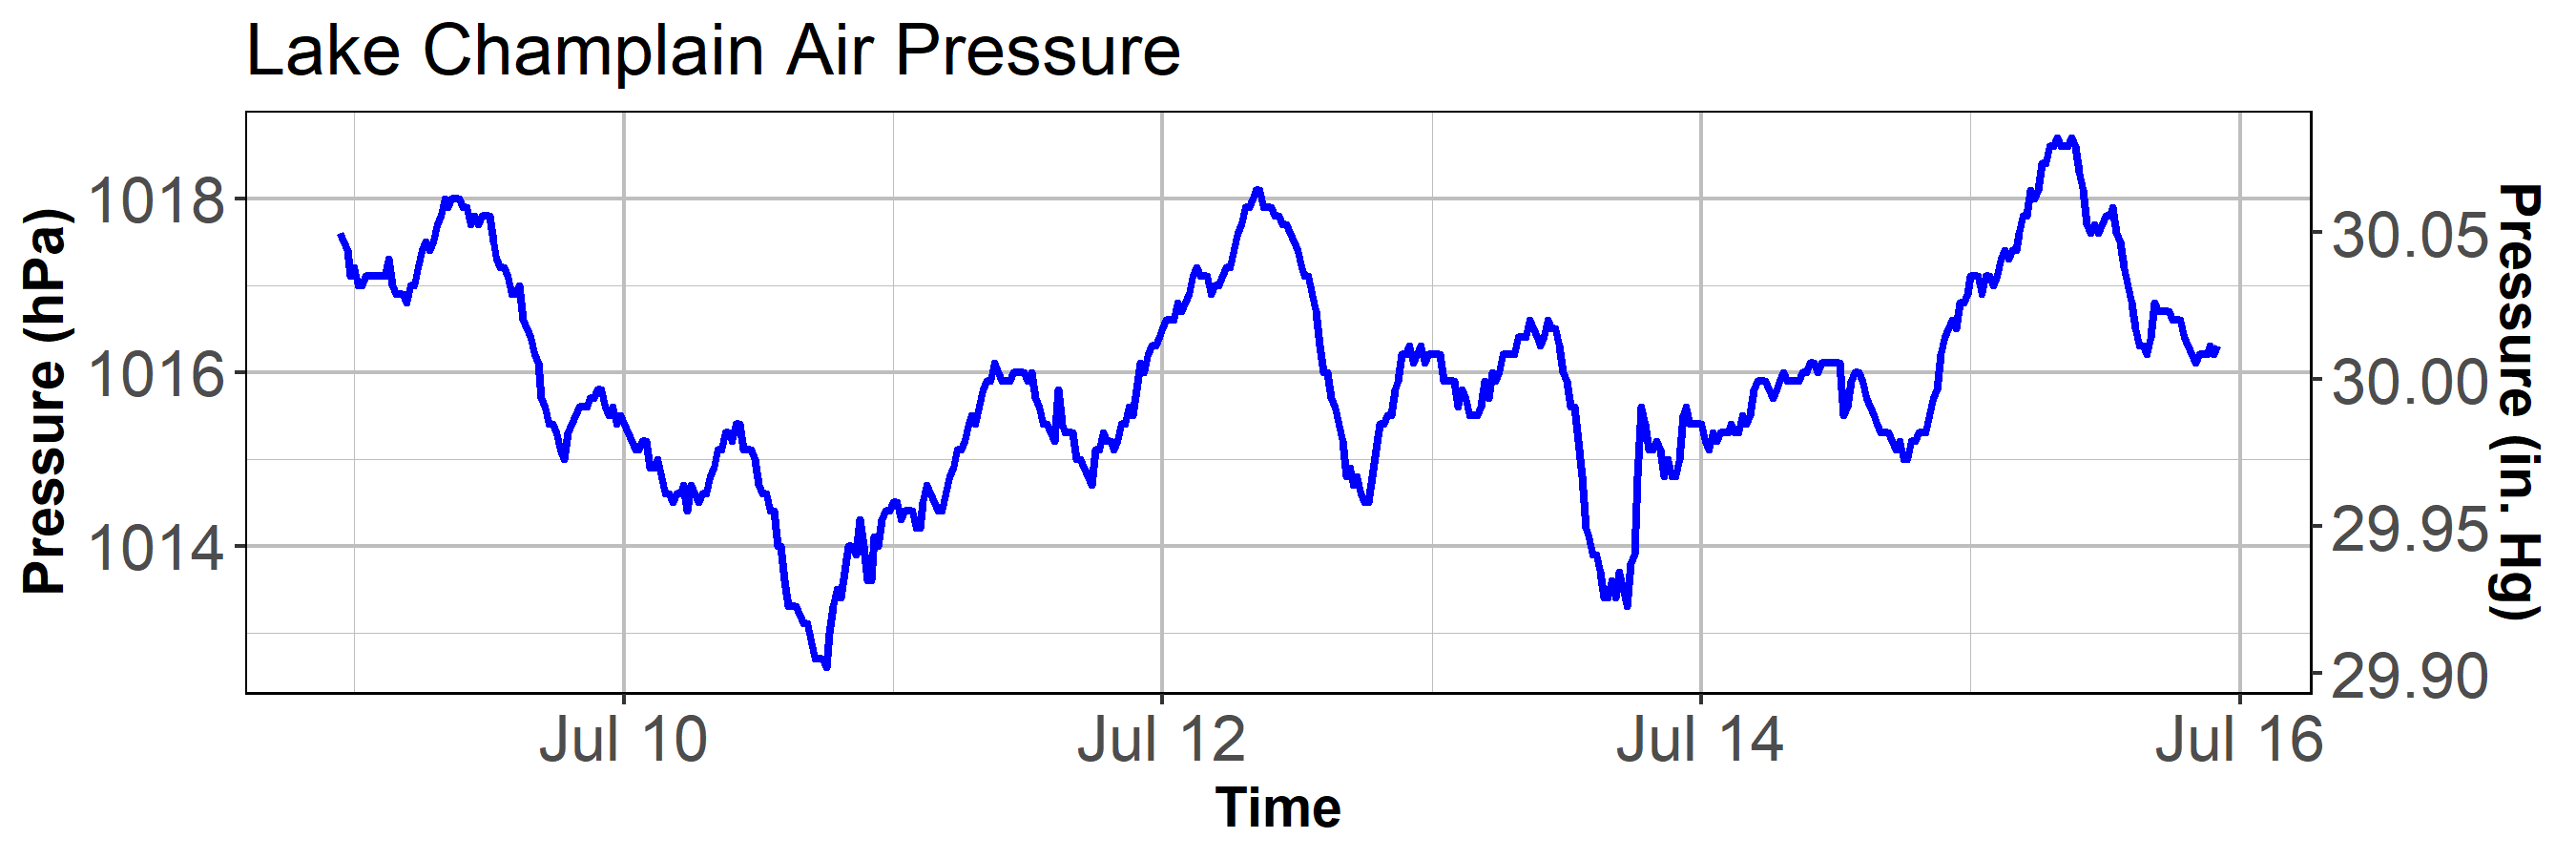 Lake Champlain Air Pressure
Pressure (hPa)
1018
1016
1014
30.05
30.00
29.95
29.90
Pressure (in. Hg)
Jul 10
Jul 12
Jul 14
Jul 16
Time